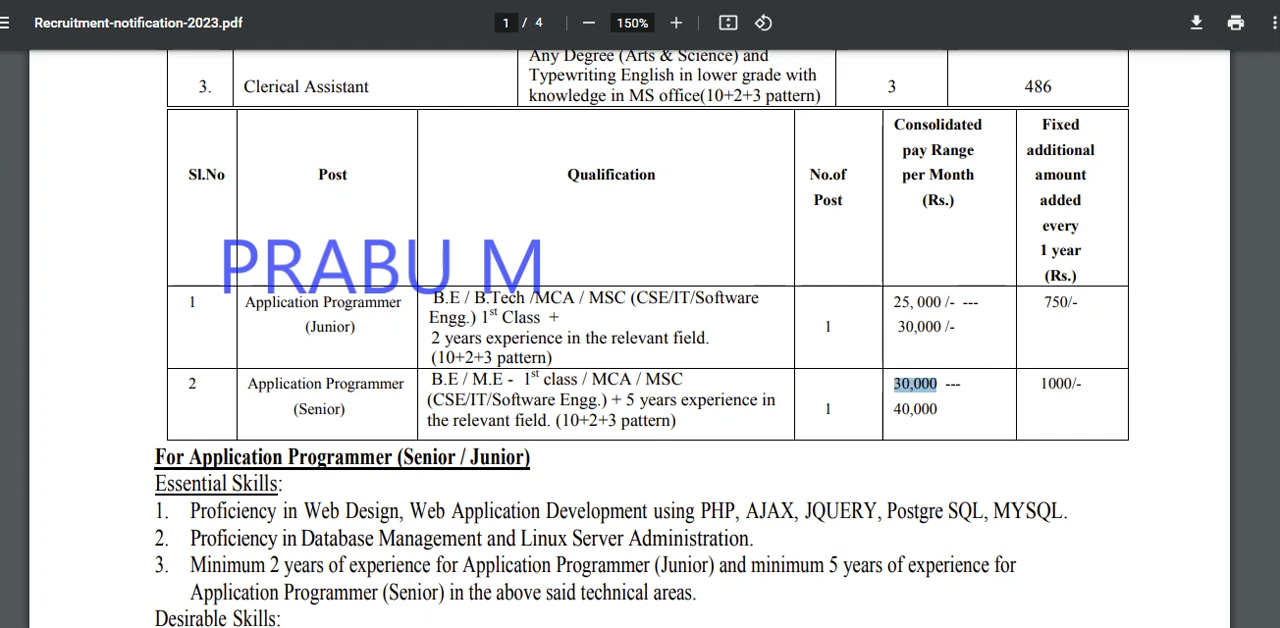 Recruitment-notification-2023.pdf
1 / 4
150%
3.
Clerical Assistant
Any Degree (Arts & Science) and
Typewriting English in lower grade with
knowledge in MS office(10+2+3 pattern)
3
486
Sl.No
Post
Qualification
No.of
Post
Consolidated
pay Range
per Month
(Rs.)
Fixed
additional
amount
added
every
1 year
(Rs.)
PRABU M
1
Application Programmer
(Junior)
B.E / B.Tech /MCA / MSC (CSE/IT/Software
Engg.) 1st Class +
2 years experience in the relevant field.
(10+2+3 pattern)
1
25, 000 /- ---
30,000 /-
750/-
2
Application Programmer
(Senior)
B.E / M.E - 1st class / MCA / MSC
(CSE/IT/Software Engg.) + 5 years experience in
the relevant field. (10+2+3 pattern)
1
30,000 ---
40,000
1000/-
For Application Programmer (Senior / Junior)
Essential Skills:
1. Proficiency in Web Design, Web Application Development using PHP, AJAX, JQUERY, Postgre SQL, MYSQL.
2. Proficiency in Database Management and Linux Server Administration.
3. Minimum 2 years of experience for Application Programmer (Junior) and minimum 5 years of experience for
Application Programmer (Senior) in the above said technical areas.
Desirable Skills: